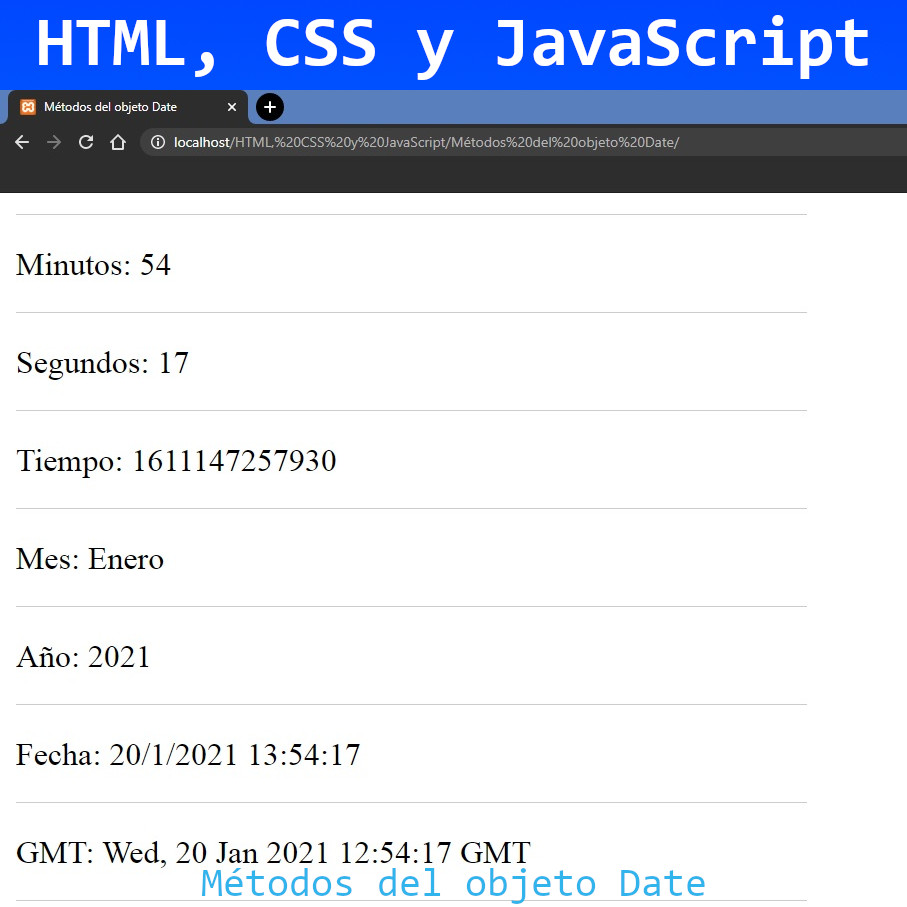 HTML, CSS y JavaScript
Métodos del objeto Date
localhost/HTML,%20CSS%20y%20JavaScript/Métodos%20del%20objeto%20Date/
Minutos: 54
Segundos: 17
Tiempo: 1611147257930
Mes: Enero
Año: 2021
Fecha: 20/1/2021 13:54:17
GMT: Wed, 20 Jan 2021 12:54:17 GMT
Métodos del objeto Date